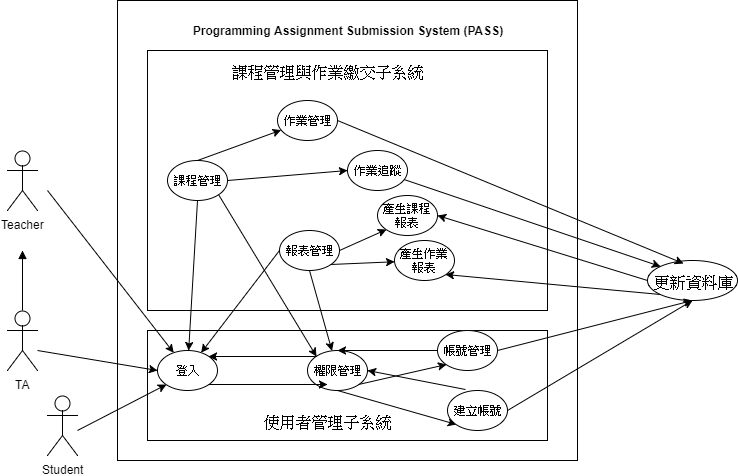 Programming Assignment Submission System (PASS)
課程管理與作業繳交子系統
作業管理
作業追蹤
課程管理
產生課程
報表
Teacher
報表管理
產生作業
報表
更新資料庫
帳號管理
登入
權限管理
TA
建立帳號
使用者管理子系統
Student